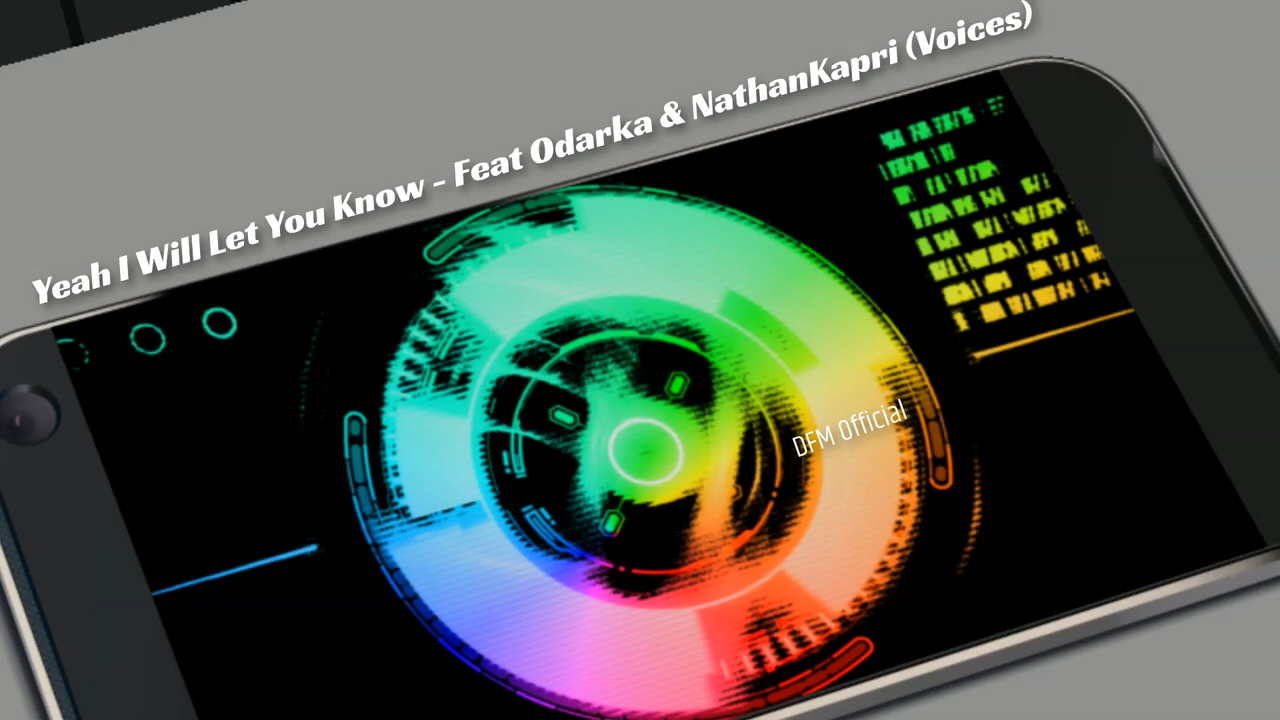 Yeah I Will Let You Know - Feat Odarka & NathanKapri (Voices)
DFM Official